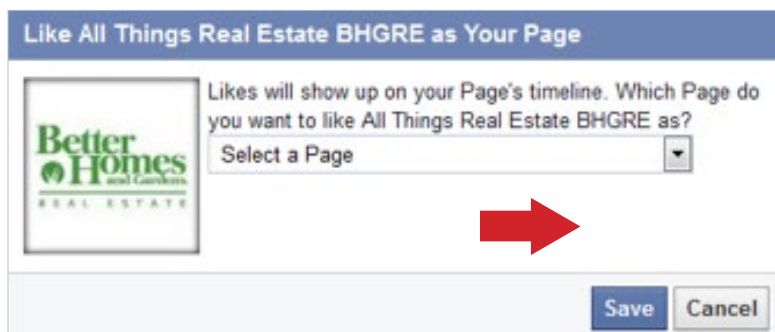 Like All Things Real Estate BHGRE as Your Page
Likes will show up on your Page's timeline. Which Page do
you want to like All Things Real Estate BHGRE as?
Select a Page
Better
Homes
and Gardens
REAL ESTATE
Save
Cancel